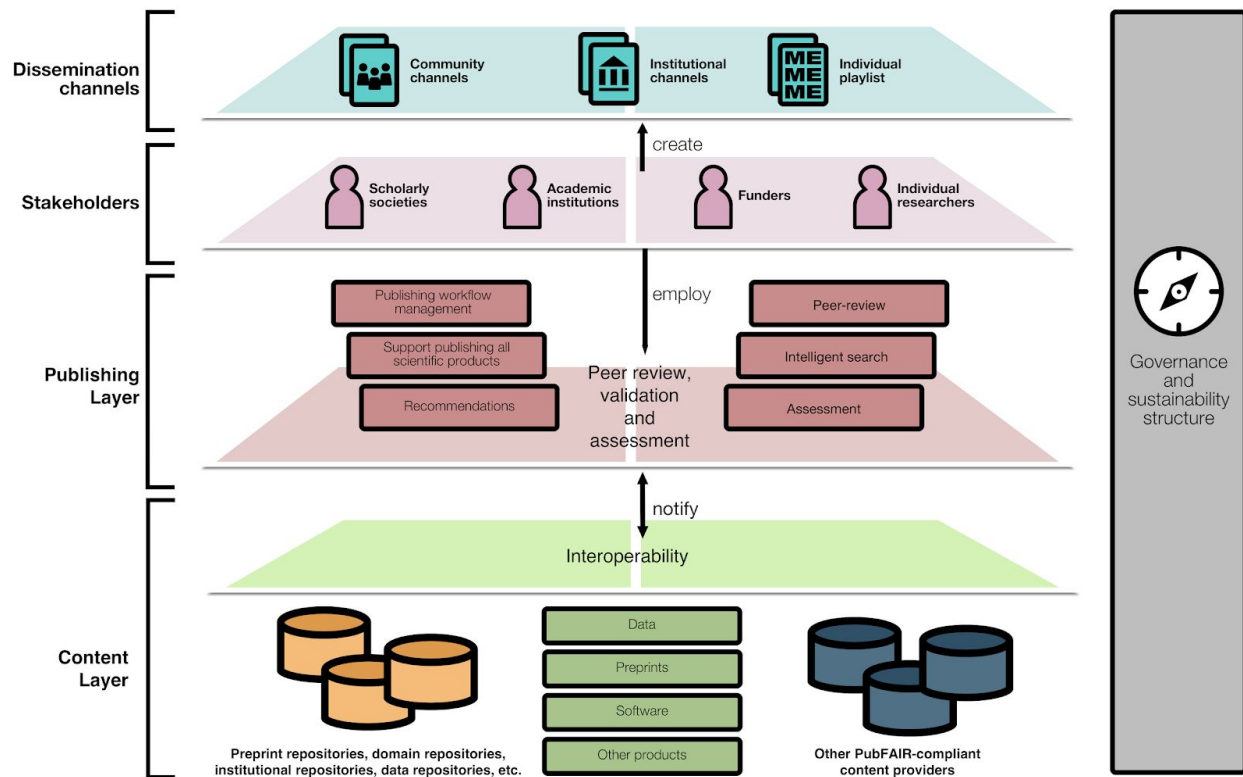 Dissemination
channels
Community
channels
Institutional
channels
ME
ME
ME
Individual
playlist
create
Stakeholders
Scholarly
societies
Academic
institutions
Funders
Individual
researchers
employ
Publishing
Layer
Publishing workflow
management
Support publishing all
scientific products
Recommendations
Peer review,
validation
and
assessment
Peer-review
Intelligent search
Assessment
notify
Content
Layer
Interoperability
Data
Preprints
Software
Other products
Preprint repositories, domain repositories,
institutional repositories, data repositories, etc.
Other PubFAIR-compliant
content providers
Governance
and
sustainability
structure